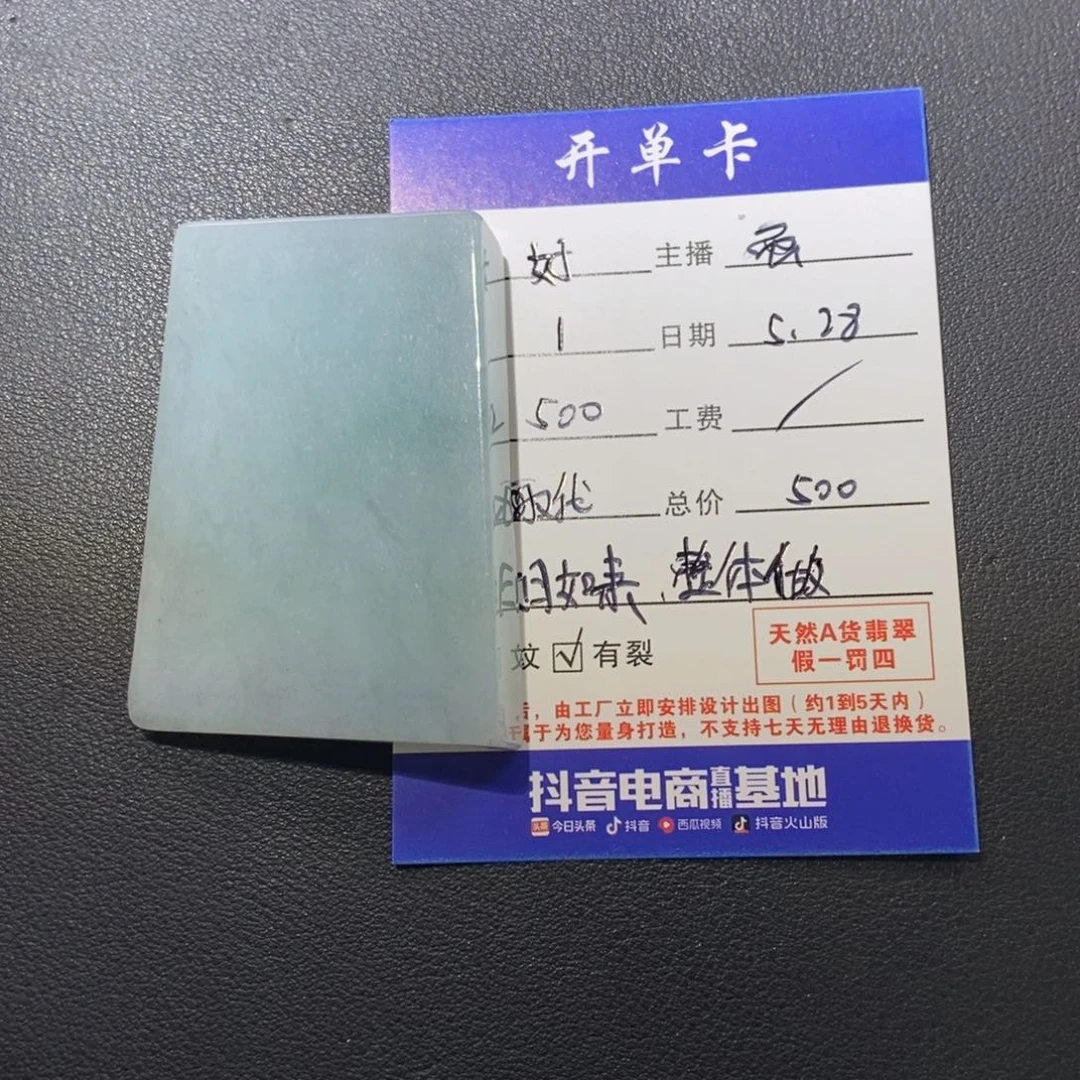 开单卡
主播
1 日期 5.28
500 工费 /
总价 500
如来、整体做
纹 ✓ 有裂
天然A货翡翠
假一罚四
后，由工厂立即安排设计出图（约1到5天内）
属于为您量身打造，不支持七天无理由退换货。
抖音电商直播基地
头条 今日头条 抖音 西瓜视频 抖音火山版